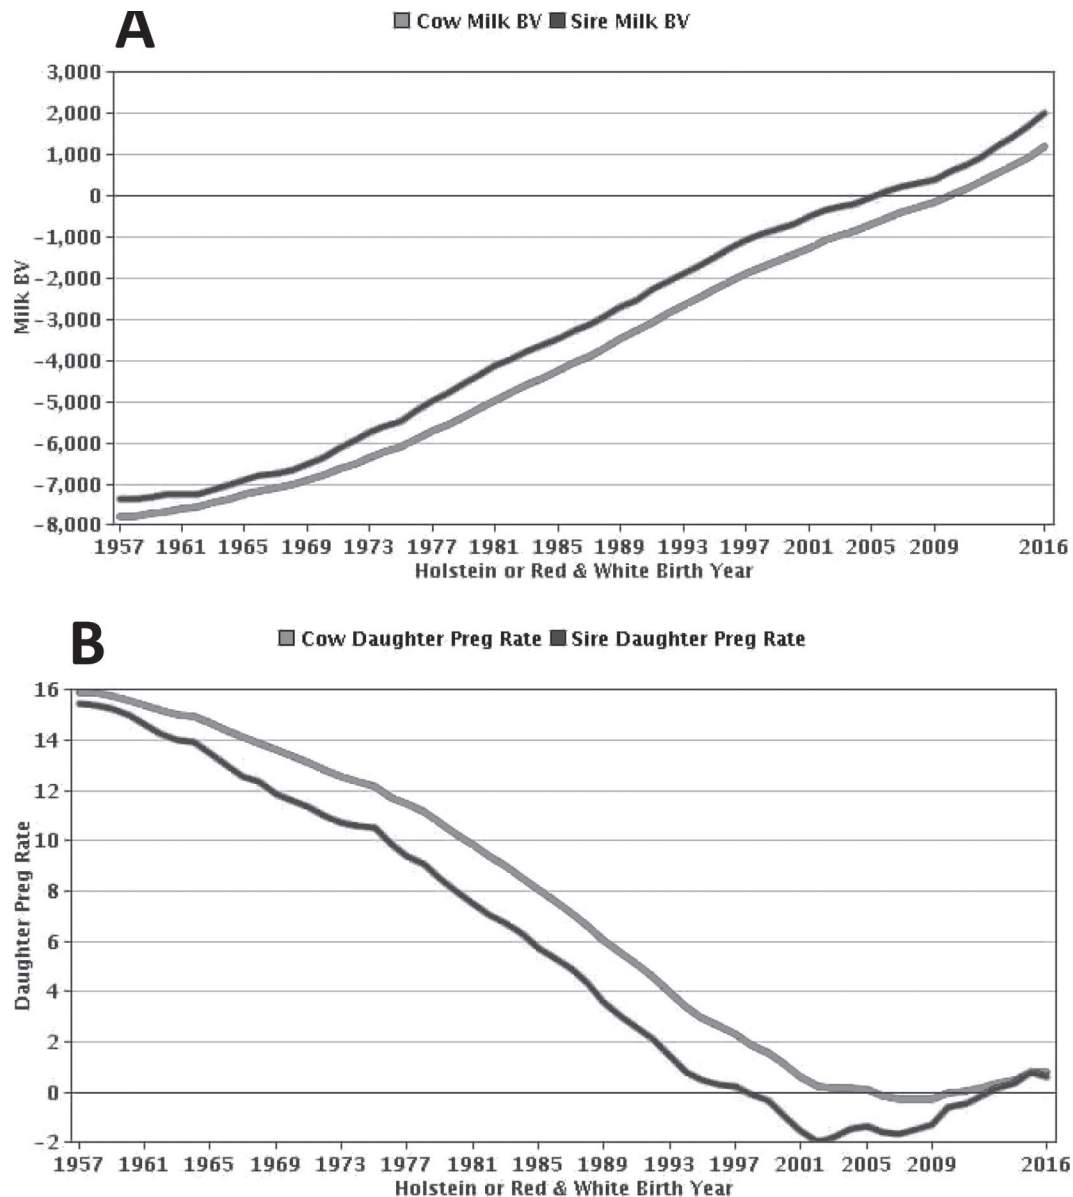 A
Cow Milk BV Sire Milk BV
3,000
2,000
1,000
0
-1,000
-2,000
-3,000
-4,000
-5,000
-6,000
-7,000
-8,000
Milk BV
1957 1961 1965 1969 1973 1977 1981 1985 1989 1993 1997 2001 2005 2009 2016
Holstein or Red & White Birth Year
B
Cow Daughter Preg Rate Sire Daughter Preg Rate
16
14
12
10
8
6
4
2
0
-2
Daughter Preg Rate
1957 1961 1965 1969 1973 1977 1981 1985 1989 1993 1997 2001 2005 2009 2016
Holstein or Red & White Birth Year